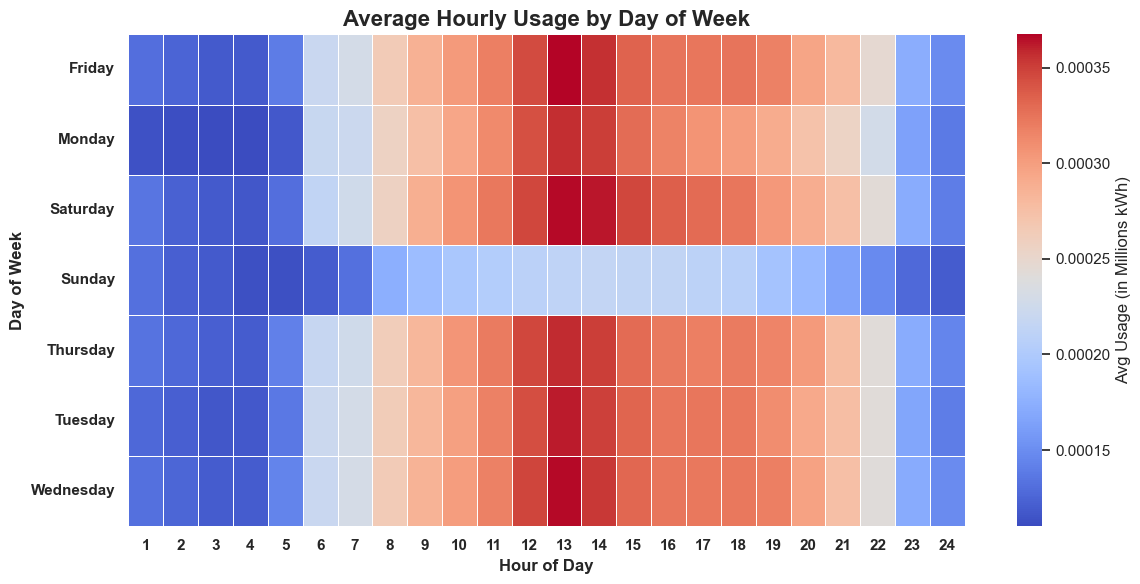 Average Hourly Usage by Day of Week
Day of Week
Friday
Monday
Saturday
Sunday
Thursday
Tuesday
Wednesday
1 2 3 4 5 6 7 8 9 10 11 12 13 14 15 16 17 18 19 20 21 22 23 24
Hour of Day
0.00035
0.00030
0.00025
0.00020
0.00015
Avg Usage (in Millions kWh)